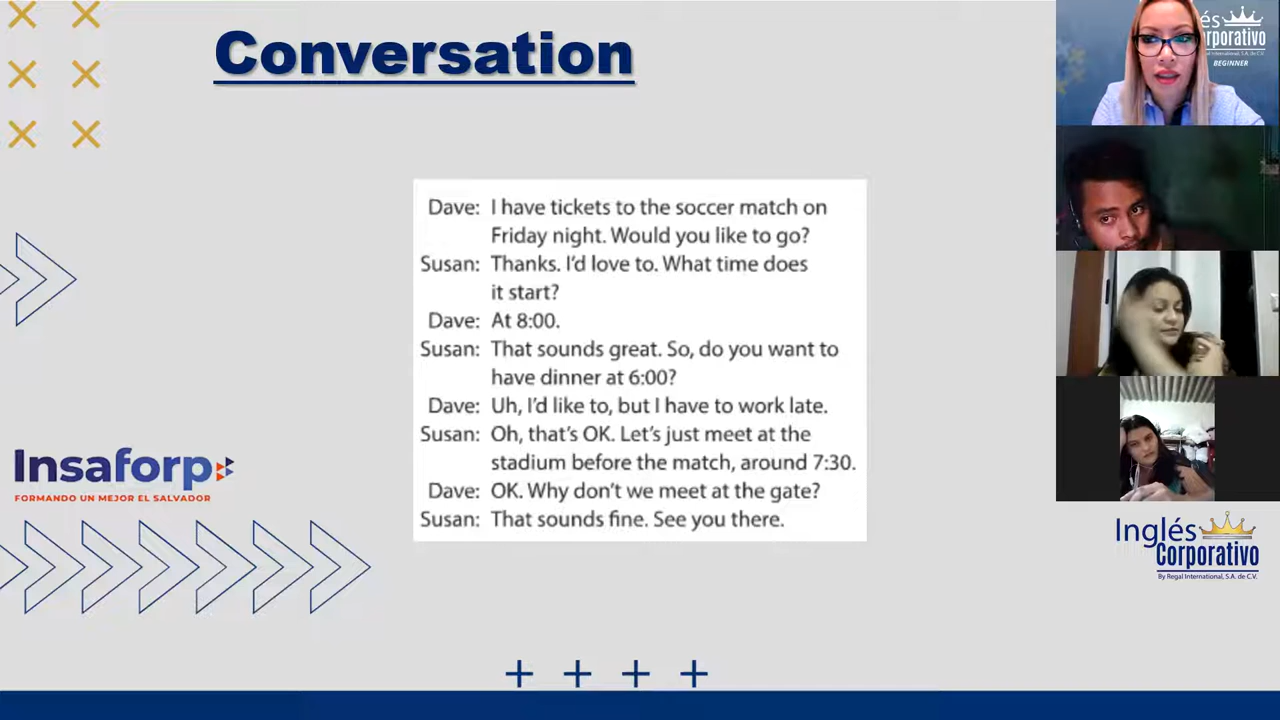 Conversation
Dave: I have tickets to the soccer match on
Friday night. Would you like to go?
Susan: Thanks. I'd love to. What time does
it start?
Dave: At 8:00.
Susan: That sounds great. So, do you want to
have dinner at 6:00?
Dave: Uh, I'd like to, but I have to work late.
Susan: Oh, that's OK. Let's just meet at the
stadium before the match, around 7:30.
Dave: OK. Why don't we meet at the gate?
Susan: That sounds fine. See you there.
Insaforp
FORMANDO UN MEJOR EL SALVADOR
és
rporativo
BEGINNER
Inglés
Corporativo
By Regal International, S.A. de C.V.